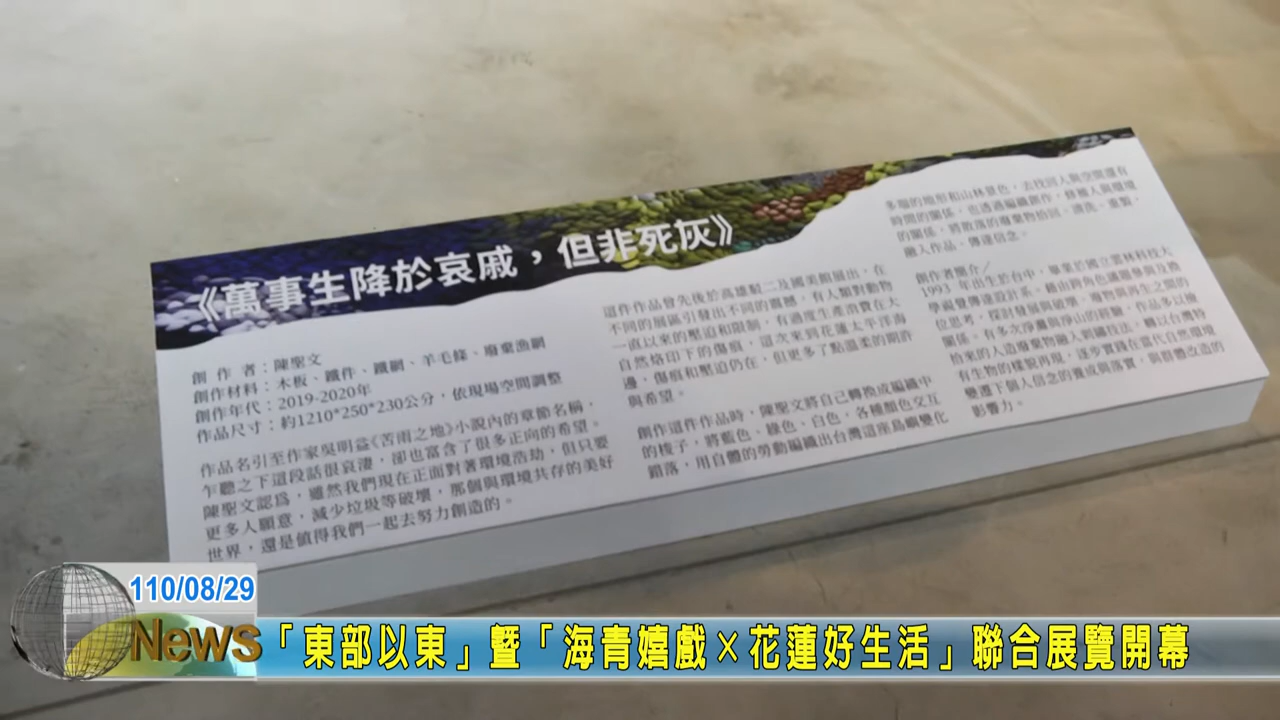 《萬事生降於哀戚，但非死灰》
創 作 者：陳聖文
創作材料：木板、鐵件、鐵網、羊毛條、廢棄漁網
創作年代：2019-2020年
作品尺寸：約1210*250*230公分，依現場空間調整
作品名引至作家吳明益《苦雨之地》小說內的章節名稱，
乍聽之下這段話很哀淒，卻也富含了很多正向的希望。
陳聖文認為，雖然我們現在正面對著環境浩劫，但只要
更多人願意，減少垃圾等破壞，那個與環境共存的美好
世界，還是值得我們一起去努力創造的。
這件作品曾先後於高雄駁二及國美館展出，在
不同的展區引發出不同的震撼，有人類對動物
一直以來的壓迫和限制，有過度生產消費在大
自然烙印下的傷痕，這次來到花蓮太平洋海
邊，傷痕和壓迫仍在，但更多了點溫柔的期許
與希望。
創作這件作品時，陳聖文將自己轉換成編織中
的梭子，將藍色、綠色、白色，各種顏色交互
錯落，用自體的勞動編織出台灣這座島嶼變化
多端的地形和山林景色，去找回人與空間還有
時間的關係，也透過編織創作，修補人與環境
的關係，將散落的廢棄物拾回、清洗、重製，
融入作品、傳達信念。
創作者簡介／
1993 年出生於台中，畢業於國立雲林科技大
學視覺傳達設計系。藉由跨角色議題發展及物
位思考，探討發展與破壞、廢物循再生之間的
關係。有多次淨灘與淨山的經驗，作品多以撿
拾來的人造廢棄物融入到織技法，織以台灣特
有生物的樣貌再現，逐步實踐在當代自然環境
變遷下個人信念的養成與落實，與群體改造的
影響力。
110/08/29
News
「東部以東」暨「海青嬉戲×花蓮好生活」聯合展覽開幕